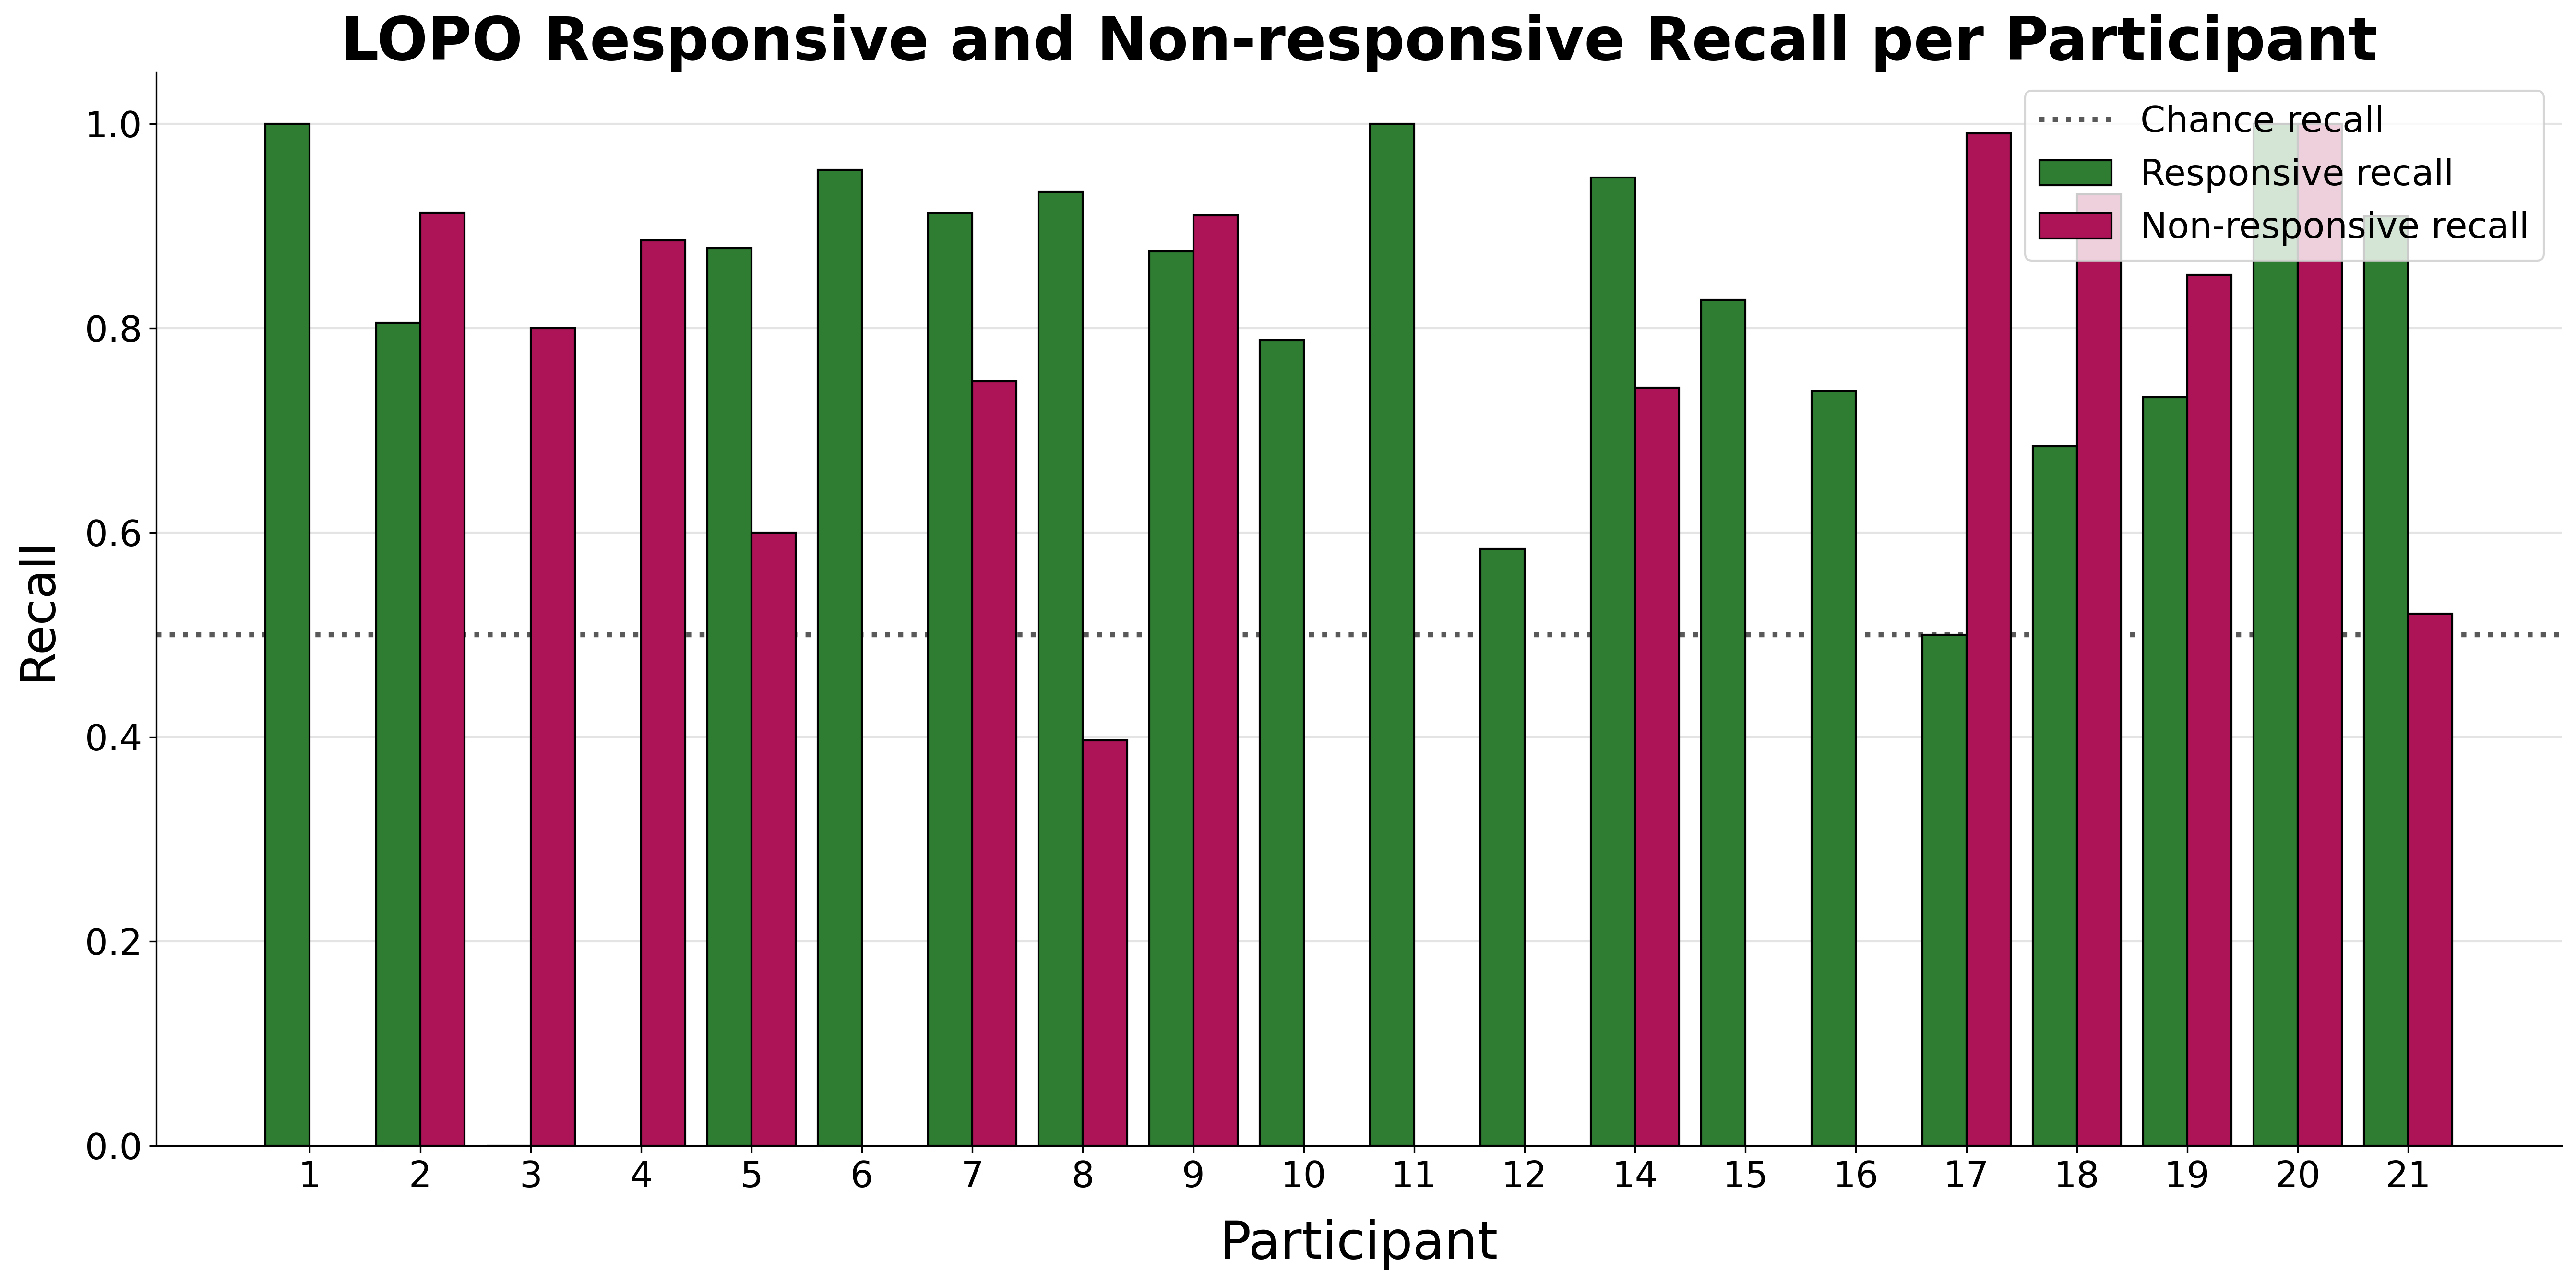 LOPO Responsive and Non-responsive Recall per Participant
Chance recall
Responsive recall
Non-responsive recall
Recall
1.0
0.8
0.6
0.4
0.2
0.0
1 2 3 4 5 6 7 8 9 10 11 12 14 15 16 17 18 19 20 21
Participant